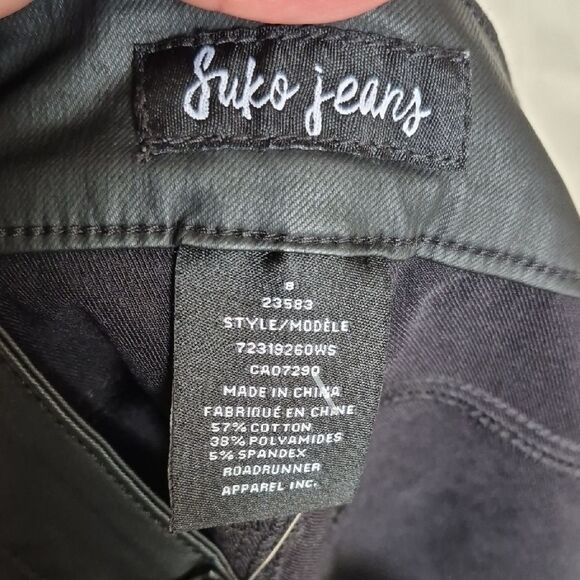 Suko jeans
8
23583
STYLE/MODÈLE
72319260WS
CA07290
MADE IN CHINA
FABRIQUÉ EN CHINE
57% COTTON
38% POLYAMIDES
5% SPANDEX
ROADRUNNER
APPAREL INC.